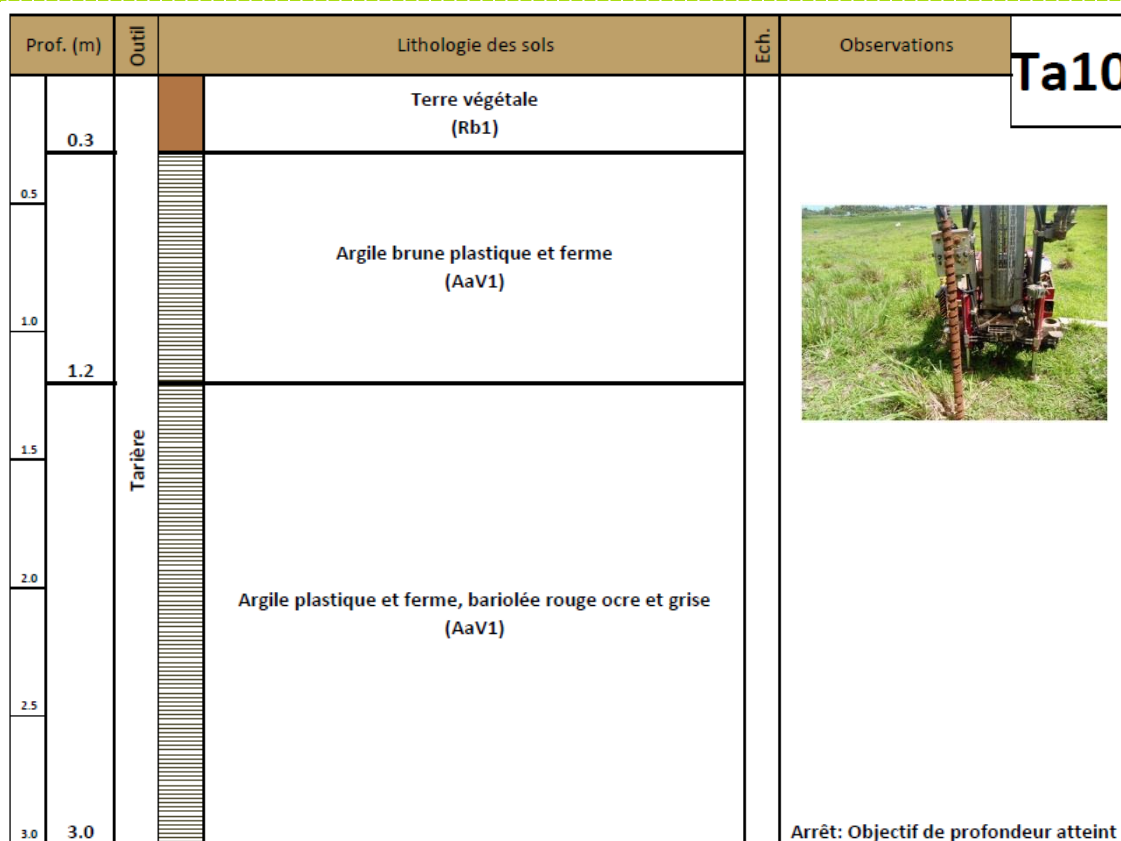 Prof. (m)
Outil
Lithologie des sols
Ech.
Observations
Ta10
Terre végétale
(Rb1)
0.3
0.5
Argile brune plastique et ferme
(AaV1)
1.0
1.2
Tarière
1.5
2.0
Argile plastique et ferme, bariolée rouge ocre et grise
(AaV1)
2.5
3.0
3.0
Arrêt: Objectif de profondeur atteint